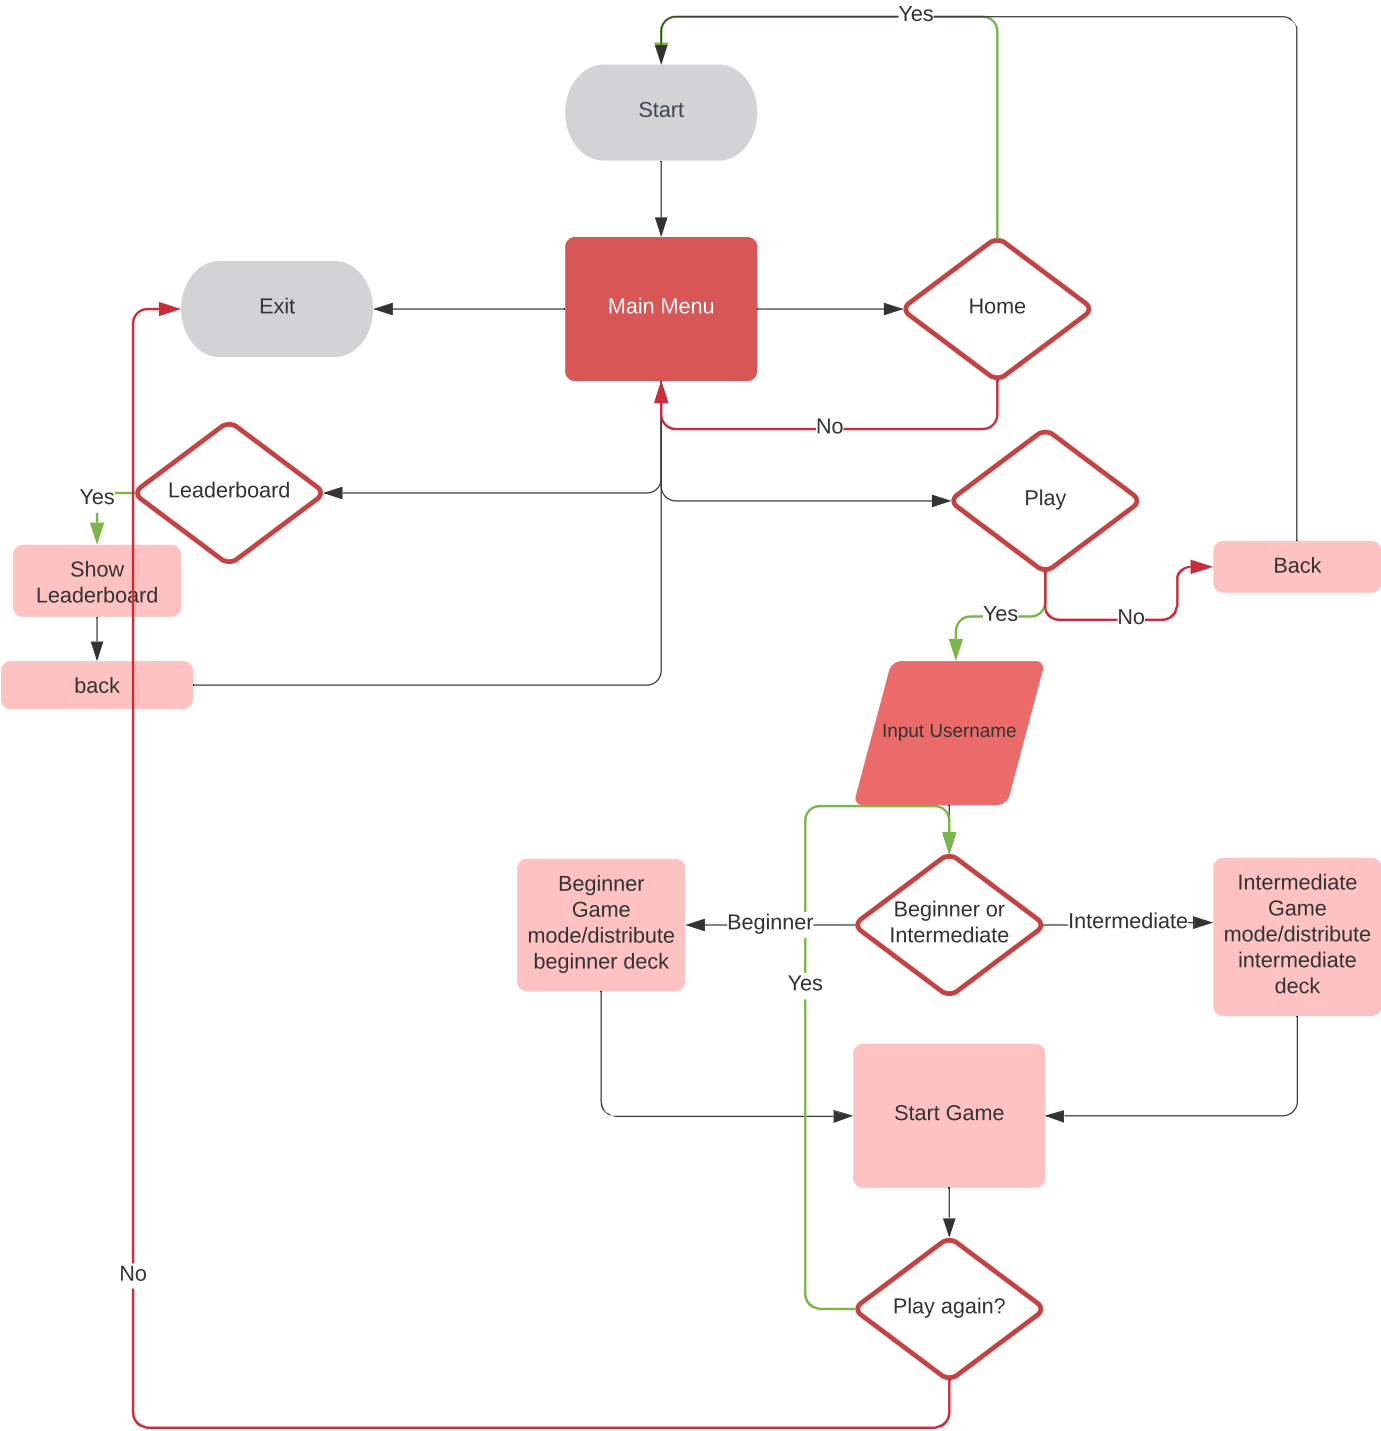 Yes
Start
Exit
Main Menu
Home
No
Leaderboard
Yes
Play
Show
Leaderboard
Back
Yes
No
back
Input Username
Beginner
Game
mode/distribute
beginner deck
Beginner
Beginner or
Intermediate
Intermediate
Intermediate
Game
mode/distribute
intermediate
deck
Yes
Start Game
No
Play again?